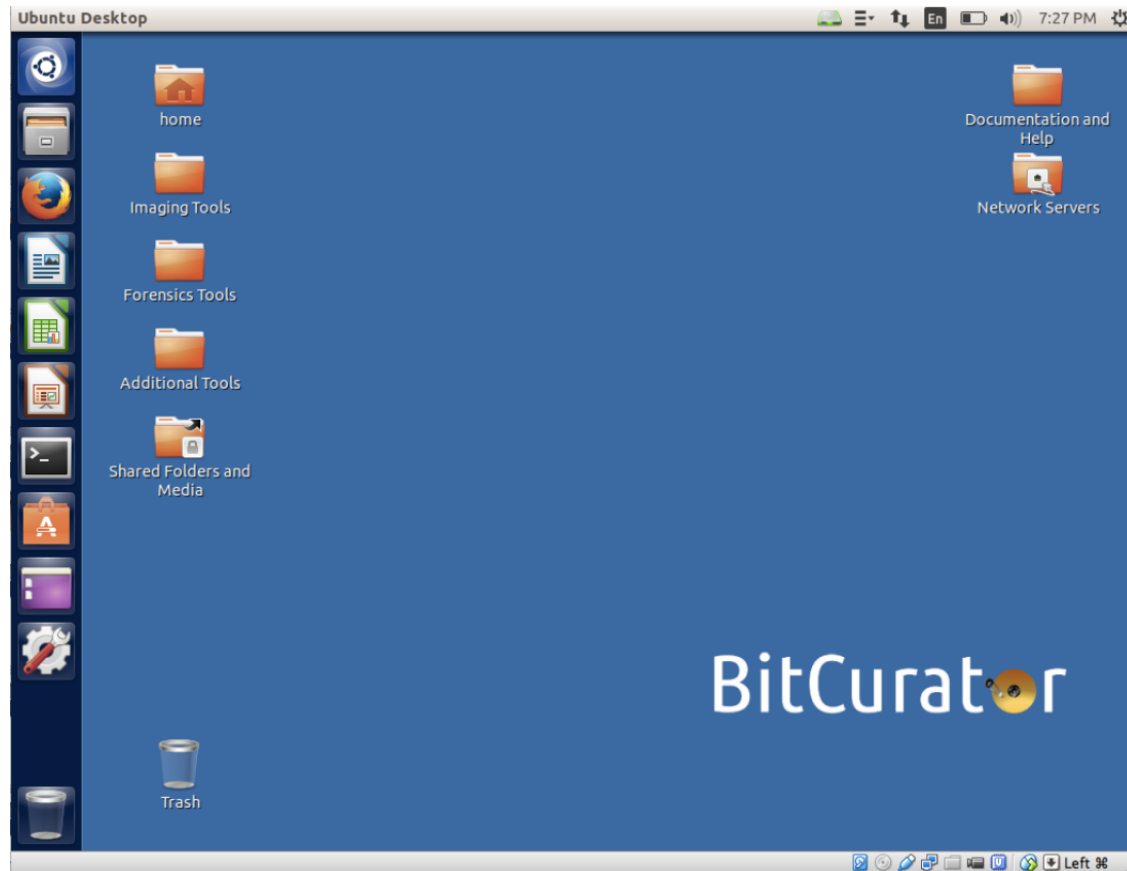 Ubuntu Desktop
En
7:27 PM
home
Documentation and
Help
Imaging Tools
Network Servers
Forensics Tools
Additional Tools
Shared Folders and
Media
BitCurator
Trash
Left ⌘